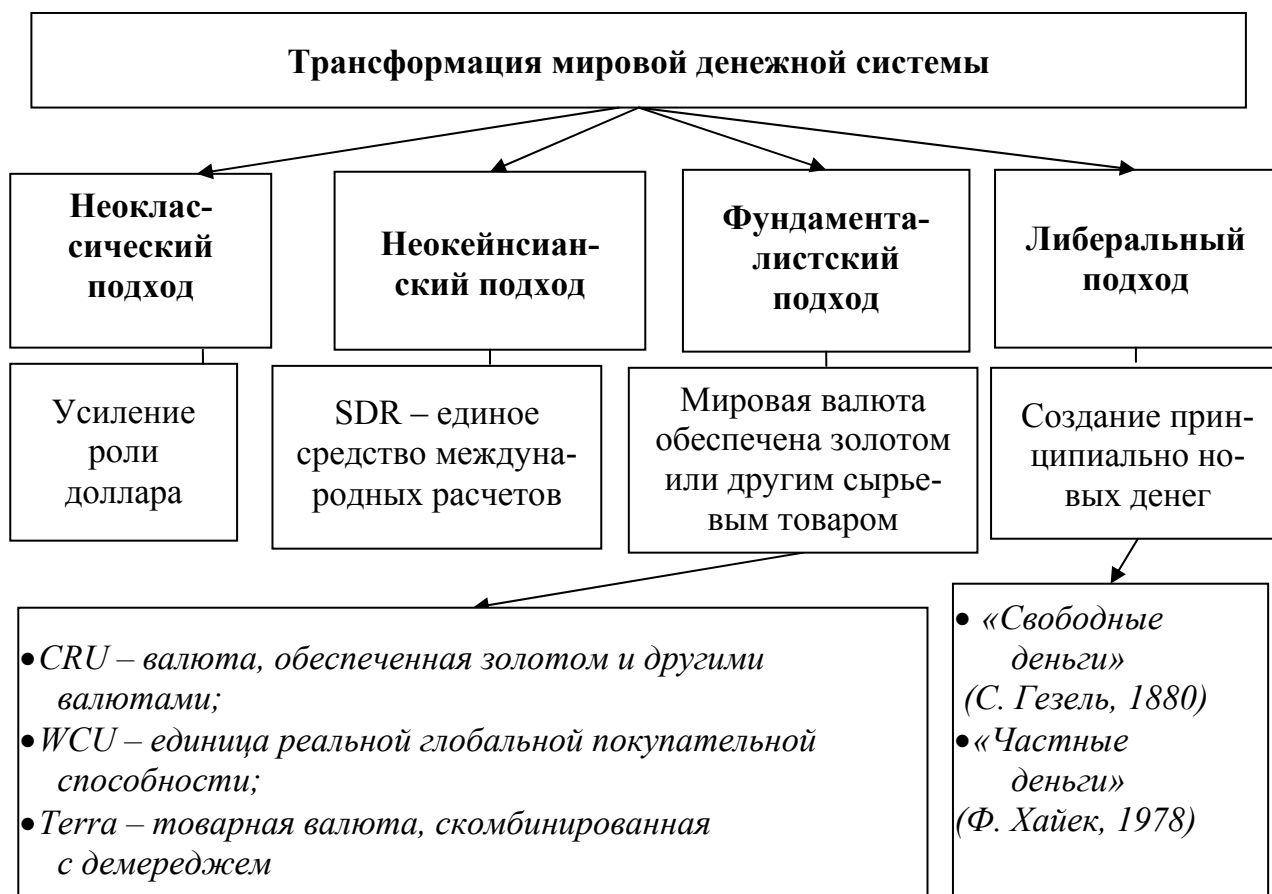 Трансформация мировой денежной системы
Неоклас-
сический
подход
Неокейнсиан-
ский подход
Фундамента-
листский
подход
Либеральный
подход
Усиление
роли
доллара
SDR – единое
средство междуна-
родных расчетов
Мировая валюта
обеспечена золотом
или другим сырье-
вым товаром
Создание прин-
ципиально но-
вых денег
• CRU – валюта, обеспеченная золотом и другими
валютами;
• WCU – единица реальной глобальной покупательной
способности;
• Terra – товарная валюта, скомбинированная
с демереджем
• «Свободные
деньги»
(С. Гезель, 1880)
• «Частные
деньги»
(Ф. Хайек, 1978)